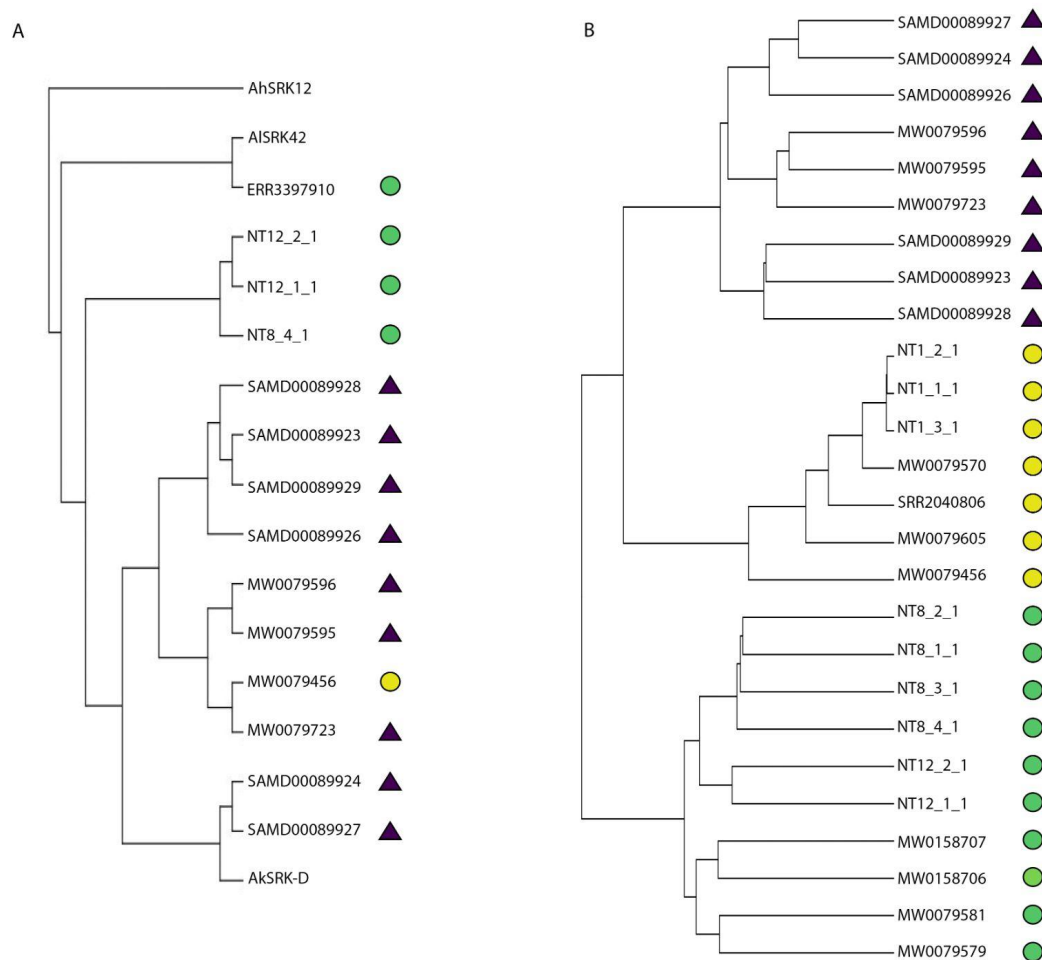 A
AhSRK12
AlSRK42
ERR3397910
NT12_2_1
NT12_1_1
NT8_4_1
SAMD00089928
SAMD00089923
SAMD00089929
SAMD00089926
MW0079596
MW0079595
MW0079456
MW0079723
SAMD00089924
SAMD00089927
AkSRK-D
B
SAMD00089927
SAMD00089924
SAMD00089926
MW0079596
MW0079595
MW0079723
SAMD00089929
SAMD00089923
SAMD00089928
NT1_2_1
NT1_1_1
NT1_3_1
MW0079570
SRR2040806
MW0079605
MW0079456
NT8_2_1
NT8_1_1
NT8_3_1
NT8_4_1
NT12_2_1
NT12_1_1
MW0158707
MW0158706
MW0079581
MW0079579